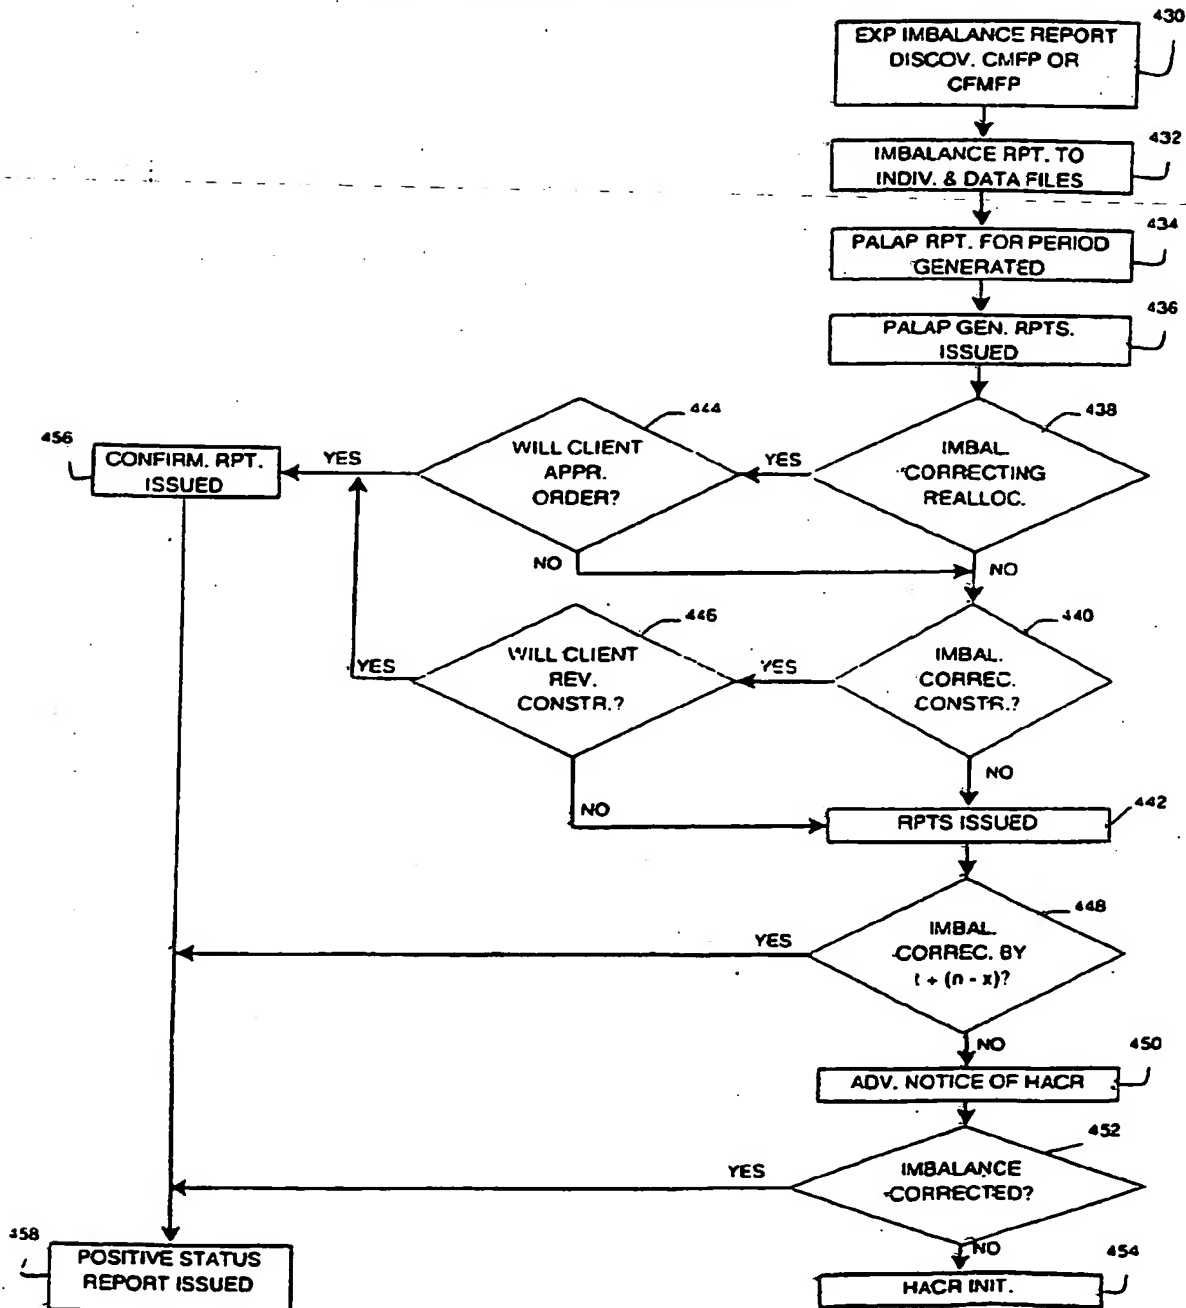 430
EXP IMBALANCE REPORT
DISCOV. CMFP OR
CFMFP
432
IMBALANCE RPT. TO
INDIV. & DATA FILES
434
PALAP RPT. FOR PERIOD
GENERATED
436
PALAP GEN. RPTS.
ISSUED
438
IMBAL.
CORRECTING
REALLOC.
YES
444
WILL CLIENT
APPR.
ORDER?
YES
456
CONFIRM. RPT.
ISSUED
NO
NO
440
IMBAL.
CORREC.
CONSTR.?
YES
446
WILL CLIENT
REV.
CONSTR.?
YES
NO
NO
442
RPTS ISSUED
448
IMBAL.
CORREC. BY
t + (n - x)?
YES
NO
450
ADV. NOTICE OF HACR
452
IMBALANCE
CORRECTED?
YES
NO
458
POSITIVE STATUS
REPORT ISSUED
454
HACR INIT.